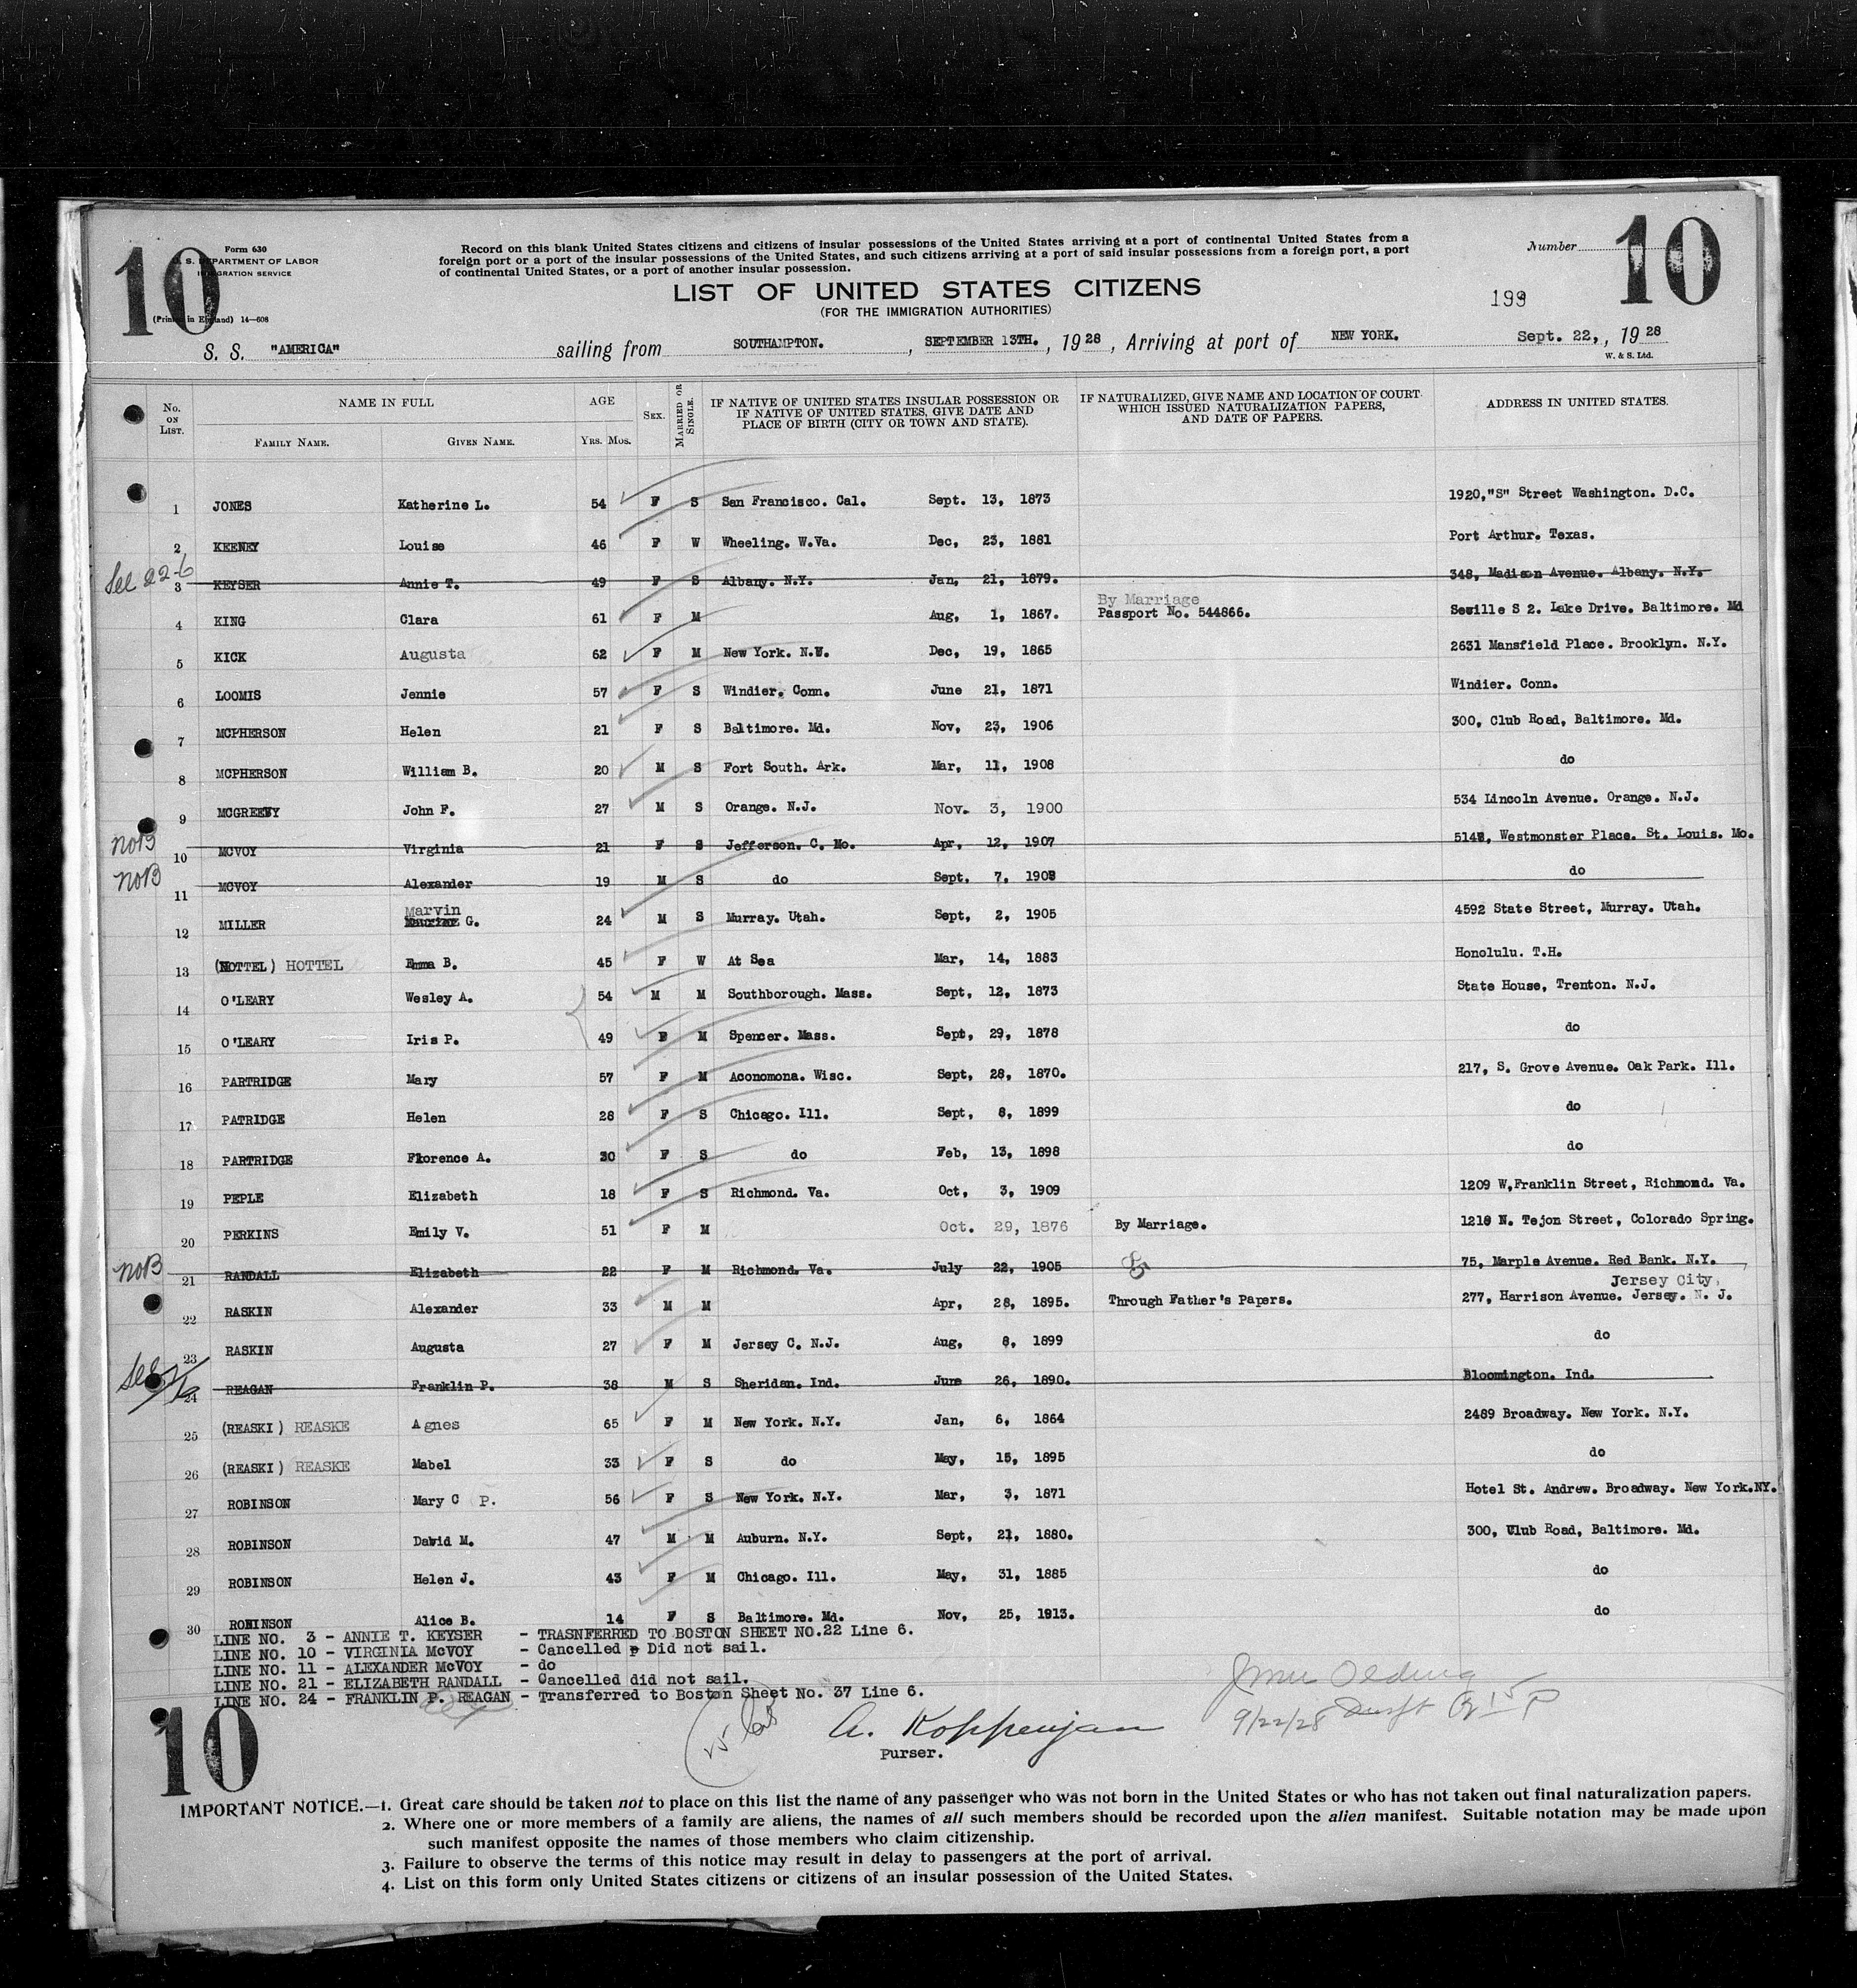 10
Form 630
U. S. DEPARTMENT OF LABOR
IMMIGRATION SERVICE
(Printed in England) 14—608
Record on this blank United States citizens and citizens of insular possessions of the United States arriving at a port of continental United States from a
foreign port or a port of the insular possessions of the United States, and such citizens arriving at a port of said insular possessions from a foreign port, a port
of continental United States, or a port of another insular possession.
Number
10
LIST OF UNITED STATES CITIZENS
(FOR THE IMMIGRATION AUTHORITIES)
199
S. S. "AMERICA" sailing from SOUTHAMPTON. , SEPTEMBER 13TH. , 1928 , Arriving at port of NEW YORK. Sept. 22, , 1928
W. & S. Ltd.
No. ON LIST. NAME IN FULL FAMILY NAME. GIVEN NAME. AGE YRS. MOS. SEX. MARRIED OR SINGLE. IF NATIVE OF UNITED STATES INSULAR POSSESSION OR IF NATIVE OF UNITED STATES, GIVE DATE AND PLACE OF BIRTH (CITY OR TOWN AND STATE). IF NATURALIZED, GIVE NAME AND LOCATION OF COURT WHICH ISSUED NATURALIZATION PAPERS, AND DATE OF PAPERS. ADDRESS IN UNITED STATES.
1 JONES Katherine L. 54 F S San Francisco. Cal. Sept. 13, 1873 1920,"S" Street Washington. D.C.
2 KEENEY Louise 46 F W Wheeling. W.Va. Dec, 23, 1881 Port Arthur. Texas.
22-6 3 KEYSER Annie T. 49 F S Albany. N.Y. Jan, 21, 1879. 348, Madison Avenue. Albany. N.Y.
By Marriage
4 KING Clara 61 F M Aug, 1, 1867. Passport No. 544866. Seville S 2. Lake Drive. Baltimore. Md
5 KICK Augusta 62 F M New York. N.Y. Dec, 19, 1865 2631 Mansfield Place. Brooklyn. N.Y.
6 LOOMIS Jennie 57 F S Windier. Conn. June 21, 1871 Windier. Conn.
7 MCPHERSON Helen 21 F S Baltimore. Md. Nov, 23, 1906 300, Club Road, Baltimore. Md.
8 MCPHERSON William B. 20 M S Fort South. Ark. Mar, 11, 1908 do
9 MCGREEVY John F. 27 M S Orange. N.J. Nov. 3, 1900 534 Lincoln Avenue. Orange. N.J.
NOB 10 MCVOY Virginia 21 F S Jefferson. C. Mo. Apr, 12, 1907 Westmonster Place. St. Louis. Mo.
NOB 11 MCVOY Alexander 19 M S do Sept. 7, do
Marvin
12 MILLER G. 24 M S Murray. Utah. Sept, 2, 1905 4592 State Street, Murray. Utah.
13 (NOTTEL) HOTTEL Emma B. 45 F W At Sea Mar, 14, 1883 Honolulu. T.H.
14 O'LEARY Wesley A. 54 M M Southborough. Mass. Sept, 12, 1873 State House, Trenton. N.J.
15 O'LEARY Iris P. 49 F M Spencer. Mass. Sept, 29, 1878 do
16 PARTRIDGE Mary 57 F M Aconomona. Wisc. Sept, 28, 1870. 217, S. Grove Avenue. Oak Park. Ill.
17 PATRIDGE Helen 28 F S Chicago. Ill. Sept, 8, 1899 do
18 PARTRIDGE Florence A. 30 F S do Feb, 13, 1898 do
19 PEPLE Elizabeth 18 F S Richmond. Va. Oct, 3, 1909 1209 W,Franklin Street, Richmond. Va.
20 PERKINS Emily V. 51 F M Oct. 29, 1876 By Marriage. 1210 N. Tejon Street, Colorado Spring.
NOB 21 RANDALL Elizabeth 22 F M Richmond. Va. July 22, 1905 75, Marple Avenue. Red Bank. N.Y.
Jersey City,
22 RASKIN Alexander 33 M M Apr, 28, 1895. Through Father's Papers. 277, Harrison Avenue. Jersey. N. J.
23 RASKIN Augusta 27 F M Jersey C. N.J. Aug, 8, 1899 do
24 REAGAN Franklin P. 38 M S Sheridan. Ind. June 26, 1890. Bloomington. Ind.
25 (REASKI) REASKE Agnes 65 F M New York. N.Y. Jan, 6, 1864 2489 Broadway. New York. N.Y.
26 (REASKI) REASKE Mabel 33 F S do May, 15, 1895 do
27 ROBINSON Mary C P. 56 F S New York. N.Y. Mar, 3, 1871 Hotel St. Andrew. Broadway. New York.NY.
28 ROBINSON David M. 47 M M Auburn. N.Y. Sept, 21, 1880. 300, Club Road, Baltimore. Md.
29 ROBINSON Helen J. 43 F M Chicago. Ill. May, 31, 1885 do
30 ROBINSON Alice B. 14 F S Baltimore. Md. Nov, 25, 1913. do
LINE NO. 3 - ANNIE T. KEYSER - TRASNFERRED TO BOSTON SHEET NO.22 Line 6.
LINE NO. 10 - VIRGINIA McVOY - Cancelled Did not sail.
LINE NO. 11 - ALEXANDER McVOY - do
LINE NO. 21 - ELIZABETH RANDALL - Cancelled did not sail.
LINE NO. 24 - FRANKLIN P. REAGAN - Transferred to Boston Sheet No. 37 Line 6.
A. Koppenjan
Purser.
9/22/28
10
IMPORTANT NOTICE.—1. Great care should be taken not to place on this list the name of any passenger who was not born in the United States or who has not taken out final naturalization papers.
2. Where one or more members of a family are aliens, the names of all such members should be recorded upon the alien manifest. Suitable notation may be made upon
such manifest opposite the names of those members who claim citizenship.
3. Failure to observe the terms of this notice may result in delay to passengers at the port of arrival.
4. List on this form only United States citizens or citizens of an insular possession of the United States.